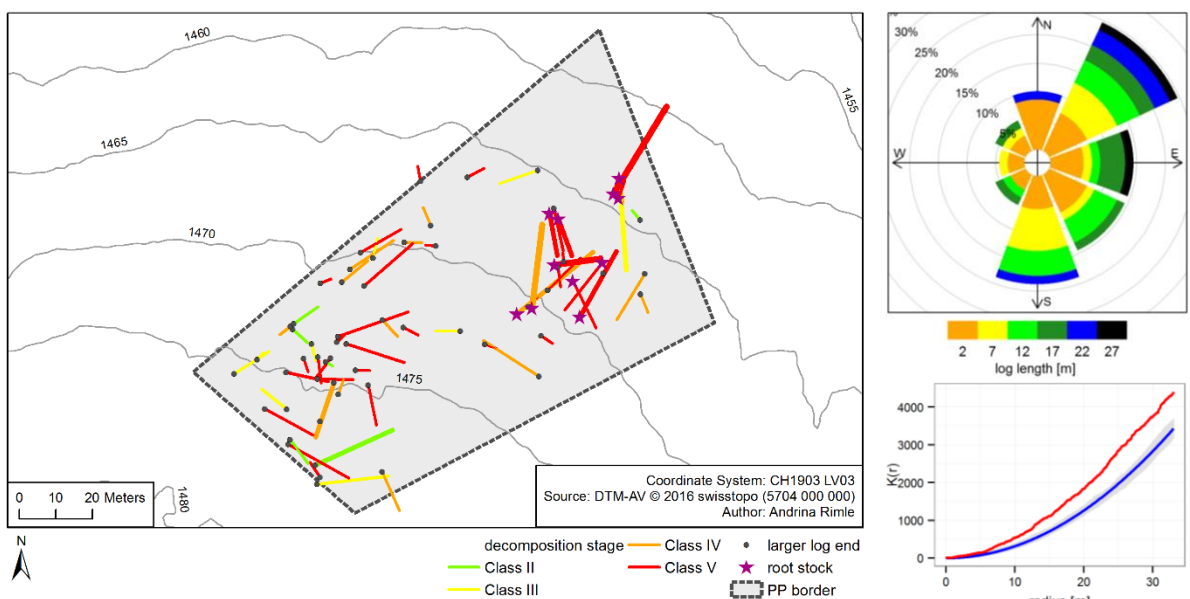 1460
1465
1470
1475
1480
1455
0 10 20 Meters
Coordinate System: CH1903 LV03
Source: DTM-AV © 2016 swisstopo (5704 000 000)
Author: Andrina Rimle
N
decomposition stage
Class II
Class III
Class IV
Class V
larger log end
root stock
PP border
30%
25%
20%
15%
10%
5%
N
W
E
S
2 7 12 17 22 27
log length [m]
K(r)
4000
3000
2000
1000
0
0 10 20 30
radius [m]